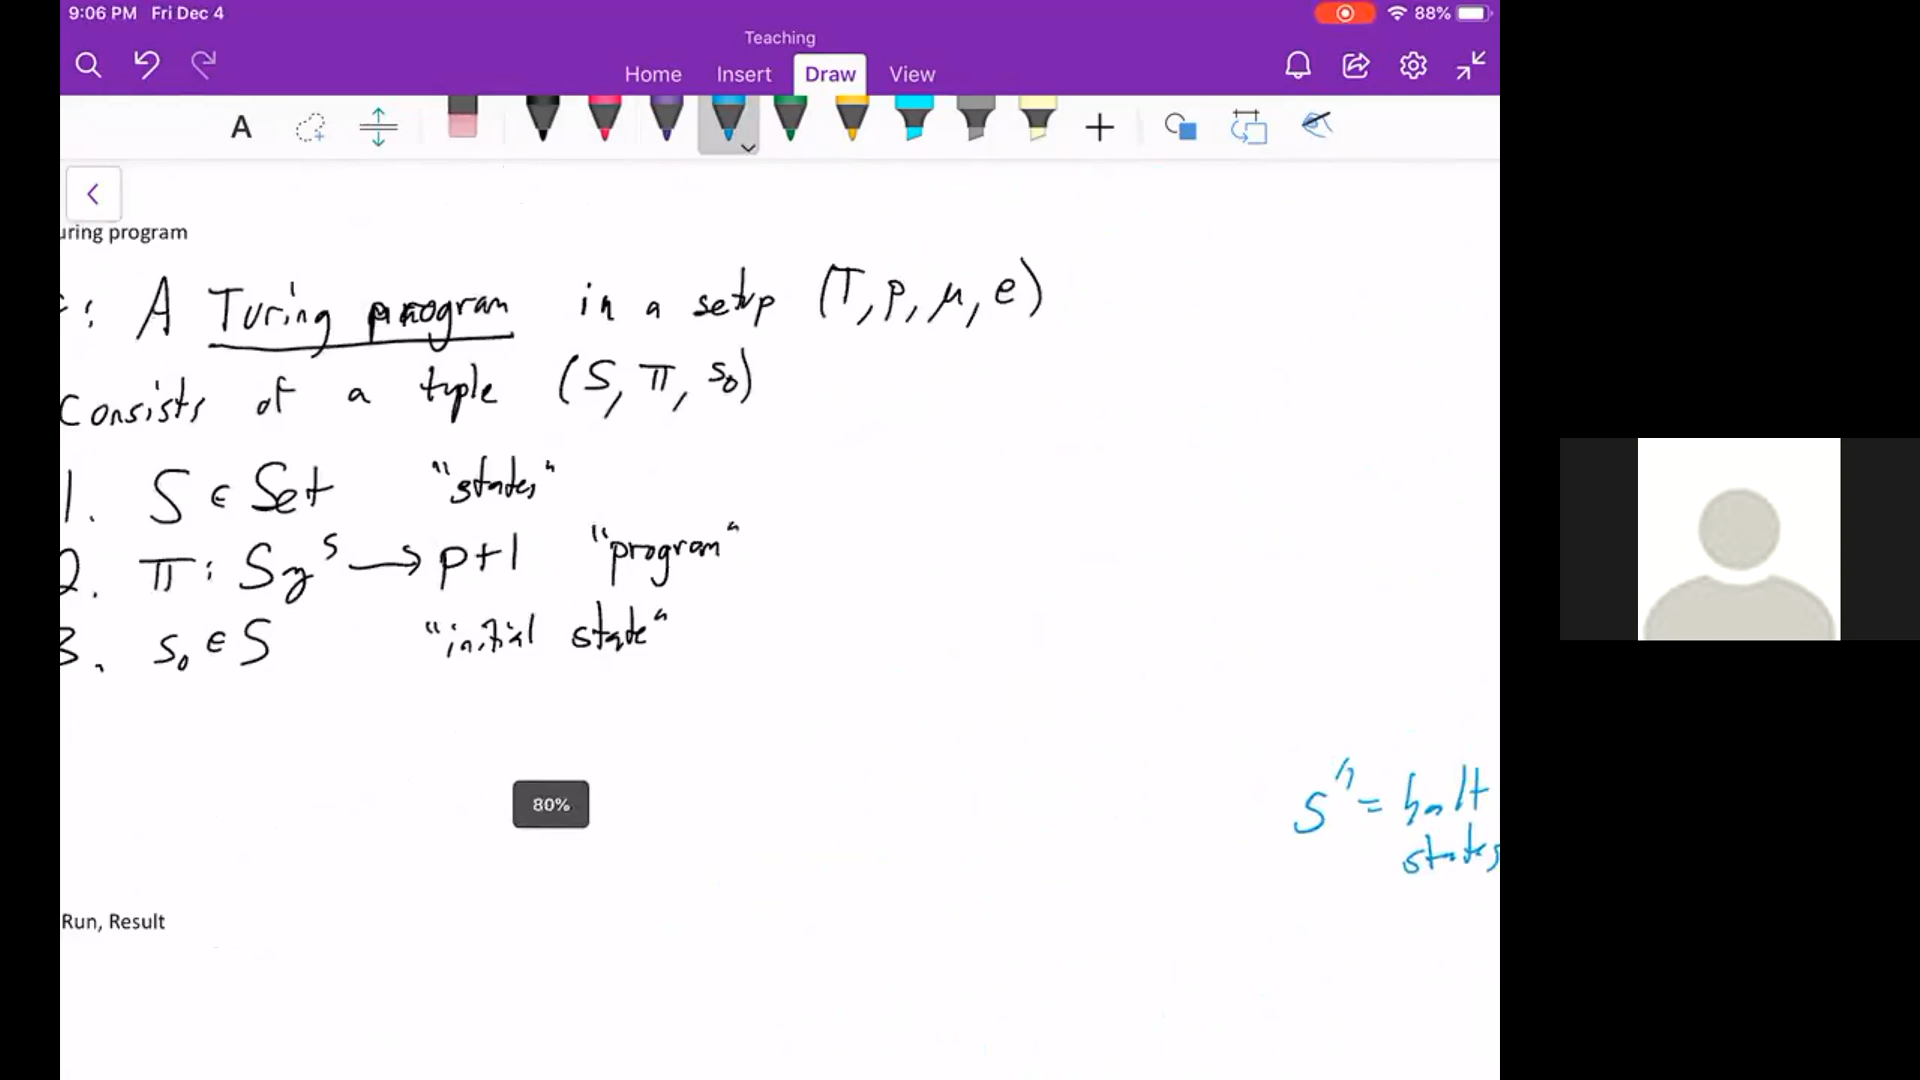 9:06 PM Fri Dec 4
88%
Teaching
Home Insert Draw View
A
uring program
: A Turing program in a setup (T, p, μ, e)
Consists of a tuple (S, π, s₀)
1. S ∈ Set "states"
2. π: Sy^S → p+1 "program"
3. s₀ ∈ S "initial state"
80%
= halt
states
Run, Result